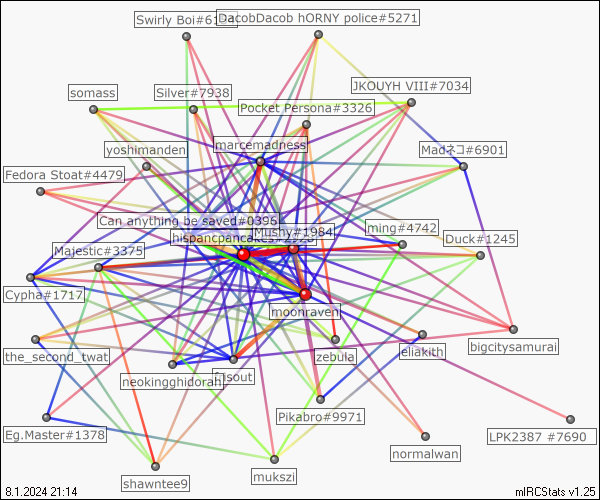 Swirly Boi#61
DacobDacob hORNY police#5271
somass
Silver#7938
JKOUYH VIII#7034
Pocket Persona#3326
yoshimanden
marcemadness
Madネコ#6901
Fedora Stoat#4479
Can anything be saved#0396
Mushy#1984
ming#4742
hispancpancakes
Duck#1245
Majestic#3375
Cypha#1717
moonraven
the_second_twat
zebula
eliakith
bigcitysamurai
neokingghidorah
frisout
Pikabro#9971
Eg.Master#1378
LPK2387 #7690
normalwan
shawntee9
mukszi
8.1.2024 21:14
mIRCStats v1.25